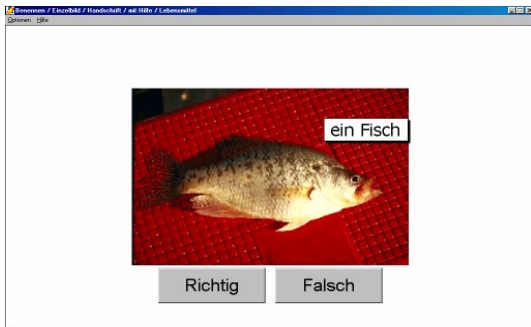 Benennen / Einzelbild / Handschrift / mit Hilfe / Lebensmittel
Optionen Hilfe
ein Fisch
Richtig Falsch